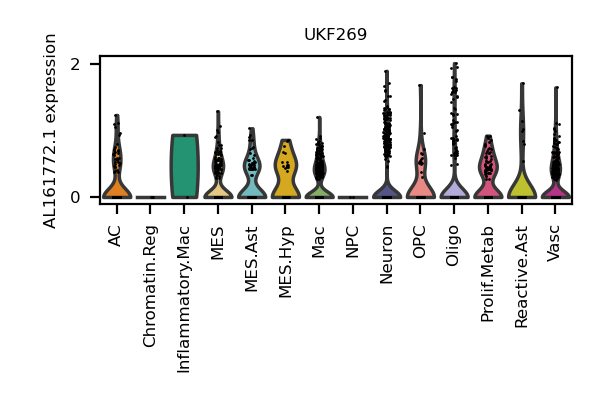 UKF269
AL161772.1 expression
2
0
AC
Chromatin.Reg
Inflammatory.Mac
MES
MES.Ast
MES.Hyp
Mac
NPC
Neuron
OPC
Oligo
Prolif.Metab
Reactive.Ast
Vasc